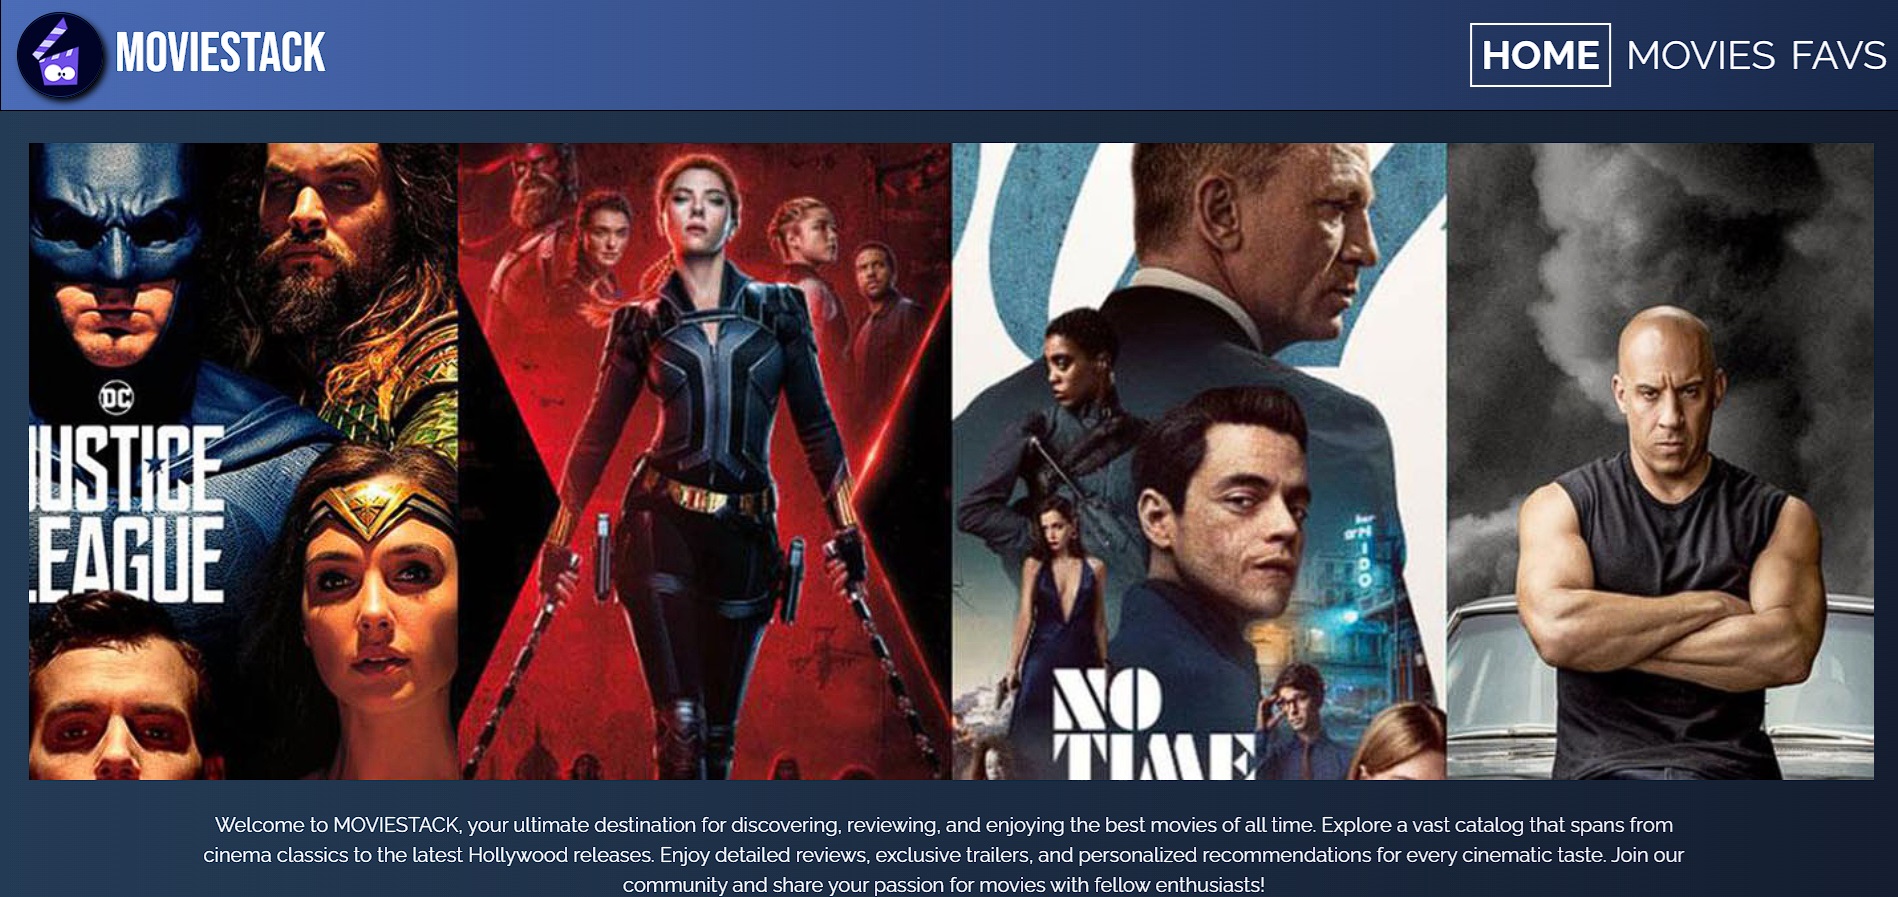 MOVIESTACK
HOME MOVIES FAVS
DC
JUSTICE
LEAGUE
NO
TIME
Welcome to MOVIESTACK, your ultimate destination for discovering, reviewing, and enjoying the best movies of all time. Explore a vast catalog that spans from
cinema classics to the latest Hollywood releases. Enjoy detailed reviews, exclusive trailers, and personalized recommendations for every cinematic taste. Join our
community and share your passion for movies with fellow enthusiasts!